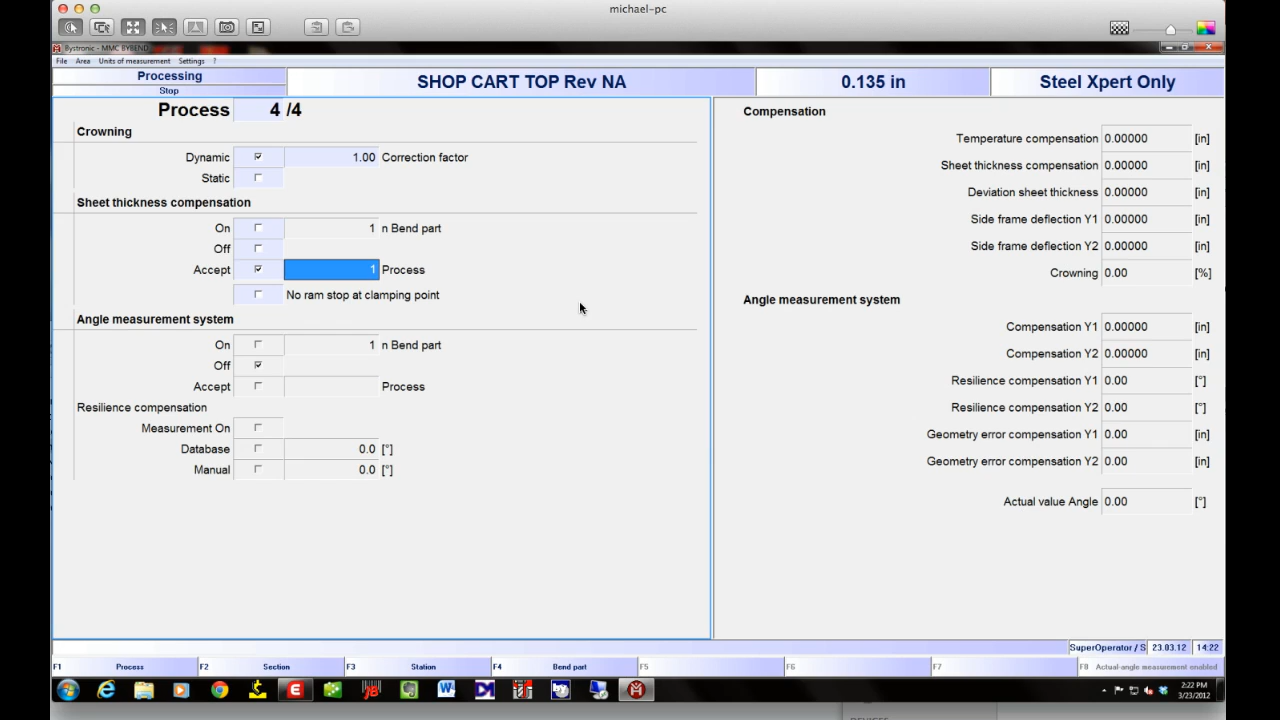 michael-pc
Bystronic - MMC BYBEND
File Area Units of measurement Settings ?
Processing
Stop
SHOP CART TOP Rev NA
0.135 in
Steel Xpert Only
Process 4 /4
Crowning
Dynamic 1.00 Correction factor
Static
Sheet thickness compensation
On 1 n Bend part
Off
Accept 1 Process
No ram stop at clamping point
Angle measurement system
On 1 n Bend part
Off
Accept Process
Resilience compensation
Measurement On
Database 0.0 [°]
Manual 0.0 [°]
Compensation
Temperature compensation 0.00000 [in]
Sheet thickness compensation 0.00000 [in]
Deviation sheet thickness 0.00000 [in]
Side frame deflection Y1 0.00000 [in]
Side frame deflection Y2 0.00000 [in]
Crowning 0.00 [%]
Angle measurement system
Compensation Y1 0.00000 [in]
Compensation Y2 0.00000 [in]
Resilience compensation Y1 0.00 [°]
Resilience compensation Y2 0.00 [°]
Geometry error compensation Y1 0.00 [in]
Geometry error compensation Y2 0.00 [in]
Actual value Angle 0.00 [°]
SuperOperator / S 23.03.12 14:22
F1 Process F2 Section F3 Station F4 Bend part F5 F6 F7 F8 Actual-angle measurement enabled
2:22 PM
3/23/2012